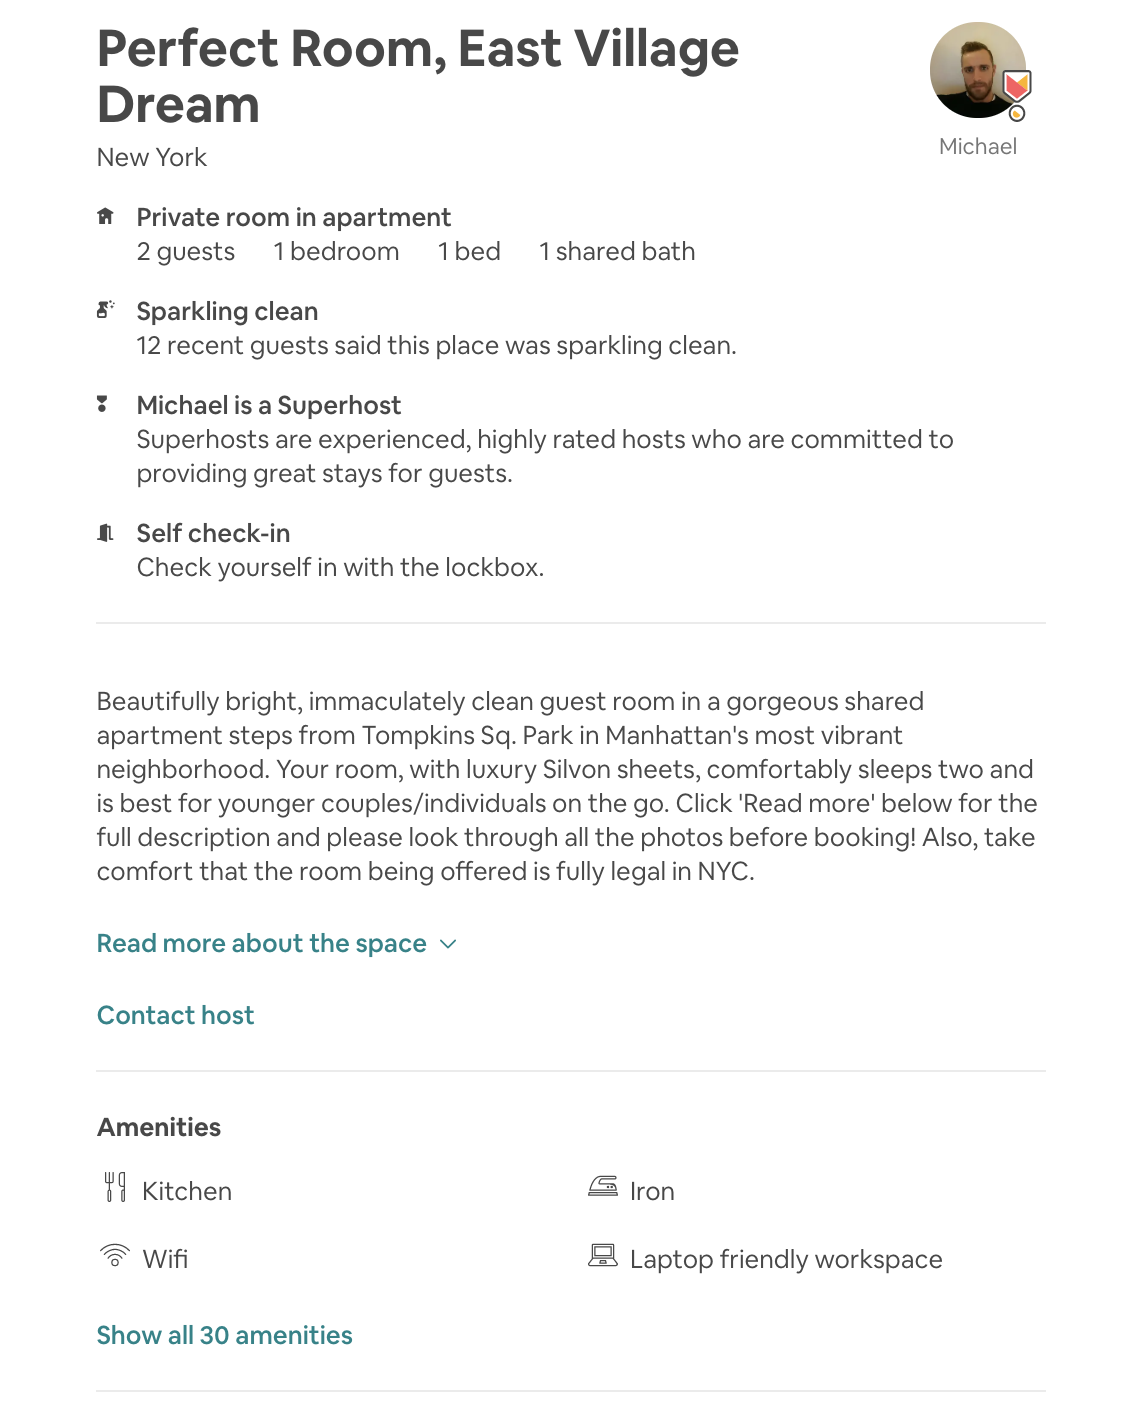 Perfect Room, East Village
Dream
New York
Michael
Private room in apartment
2 guests 1 bedroom 1 bed 1 shared bath
Sparkling clean
12 recent guests said this place was sparkling clean.
Michael is a Superhost
Superhosts are experienced, highly rated hosts who are committed to
providing great stays for guests.
Self check-in
Check yourself in with the lockbox.
Beautifully bright, immaculately clean guest room in a gorgeous shared
apartment steps from Tompkins Sq. Park in Manhattan's most vibrant
neighborhood. Your room, with luxury Silvon sheets, comfortably sleeps two and
is best for younger couples/individuals on the go. Click 'Read more' below for the
full description and please look through all the photos before booking! Also, take
comfort that the room being offered is fully legal in NYC.
Read more about the space
Contact host
Amenities
Kitchen
Iron
Wifi
Laptop friendly workspace
Show all 30 amenities